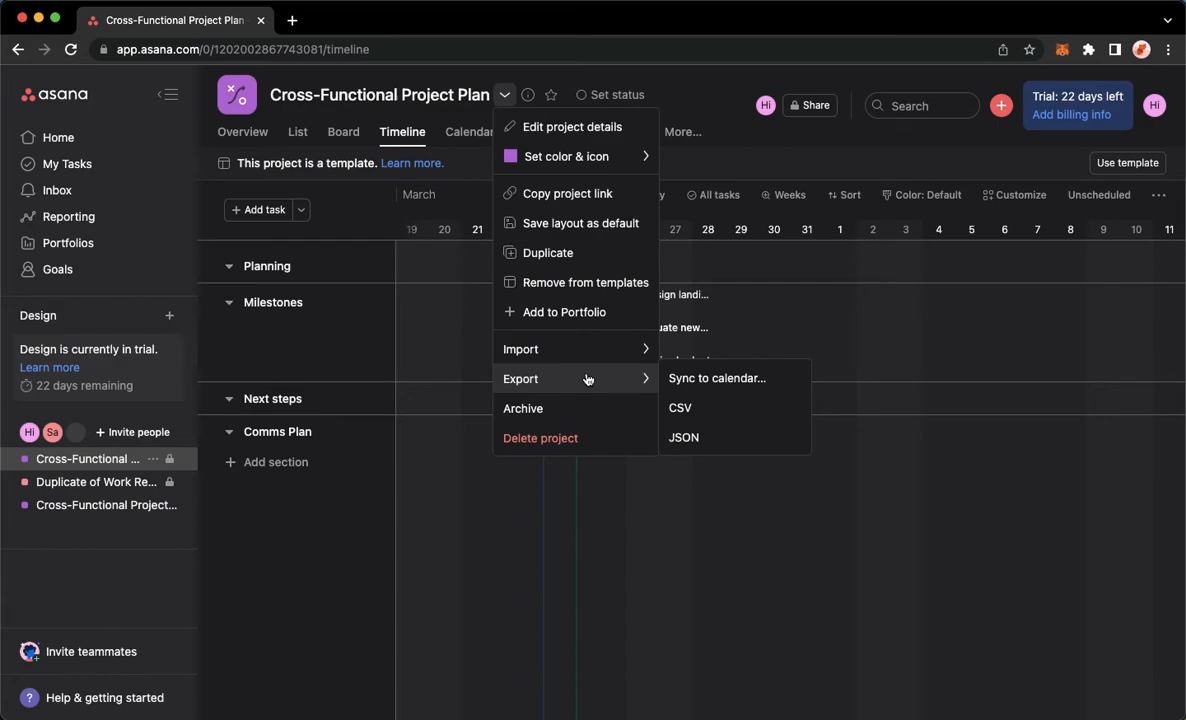 Cross-Functional Project Plan
app.asana.com/0/1202002867743081/timeline
asana
Home
My Tasks
Inbox
Reporting
Portfolios
Goals
Design
Design is currently in trial.
Learn more
22 days remaining
Hi Sa + Invite people
Cross-Functional ... ...
Duplicate of Work Re...
Cross-Functional Project...
Invite teammates
? Help & getting started
Cross-Functional Project Plan
Set status
Hi Share
Search
Trial: 22 days left
Add billing info
Hi
Overview List Board Timeline Calendar More...
This project is a template. Learn more.
Use template
+ Add task
March
All tasks Weeks Sort Color: Default Customize Unscheduled ...
19 20 21 27 28 29 30 31 1 2 3 4 5 6 7 8 9 10 11
Planning
Milestones
sign landi...
uate new...
Next steps
Comms Plan
+ Add section
Edit project details
Set color & icon
Copy project link
Save layout as default
Duplicate
Remove from templates
+ Add to Portfolio
Import
Export
Archive
Delete project
Sync to calendar...
CSV
JSON